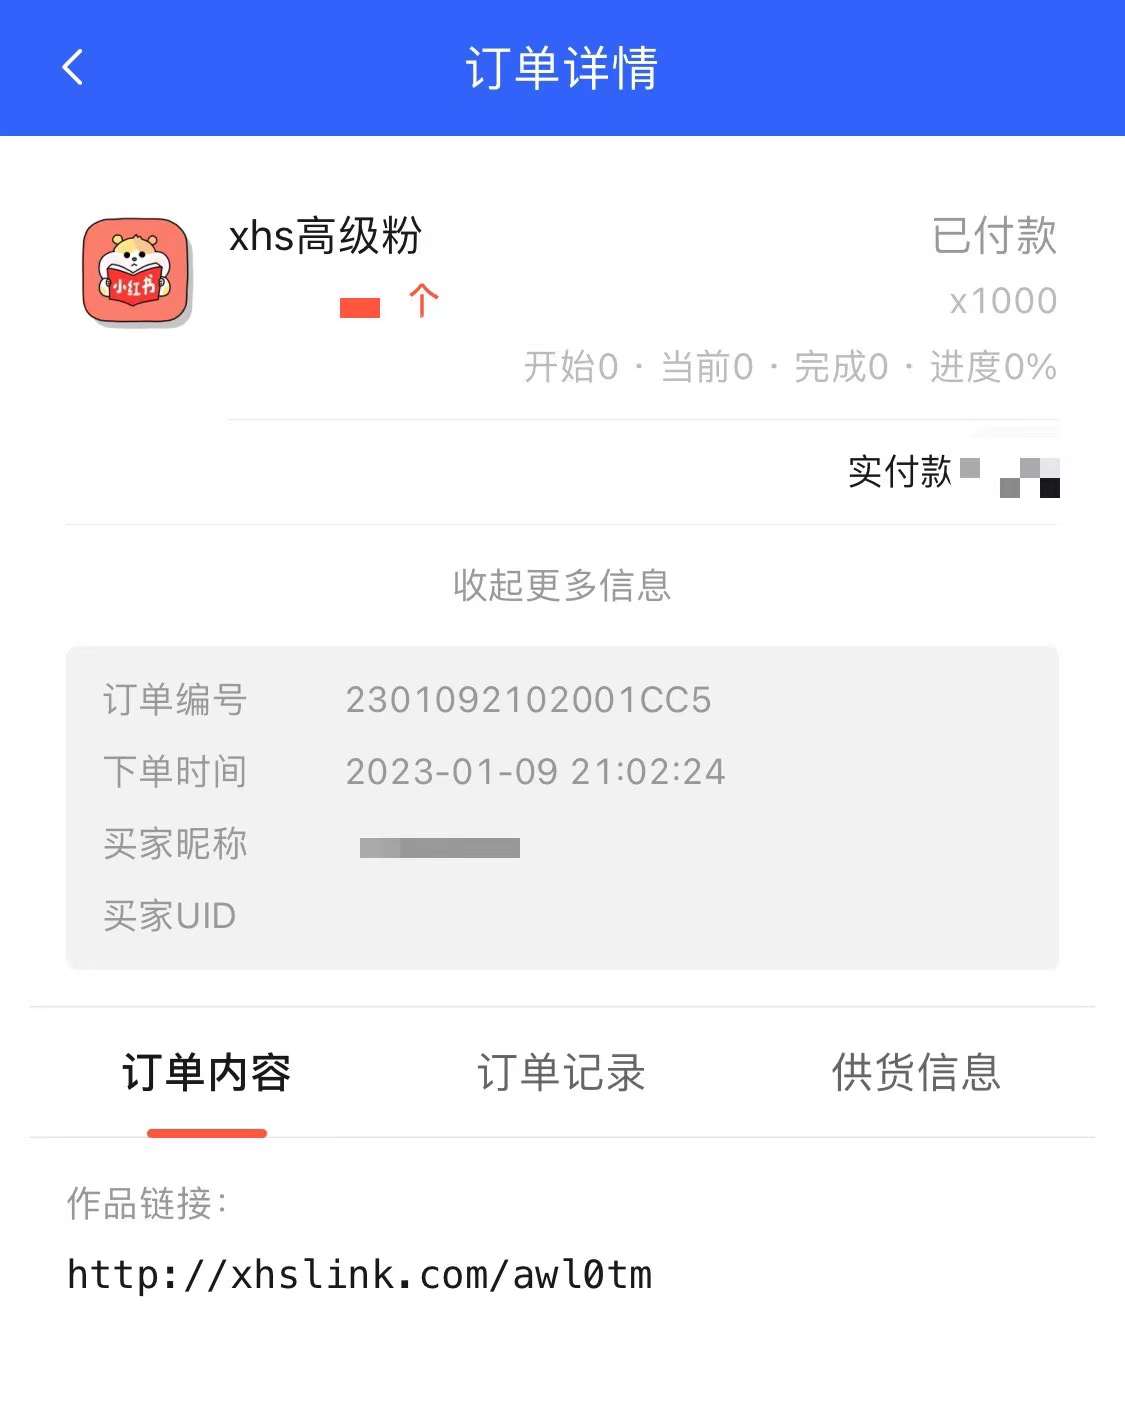 订单详情
xhs高级粉
已付款
小红书
个
x1000
开始0 · 当前0 · 完成0 · 进度0%
实付款
收起更多信息
订单编号 2301092102001CC5
下单时间 2023-01-09 21:02:24
买家昵称
买家UID
订单内容 订单记录 供货信息
作品链接:
http://xhslink.com/awl0tm